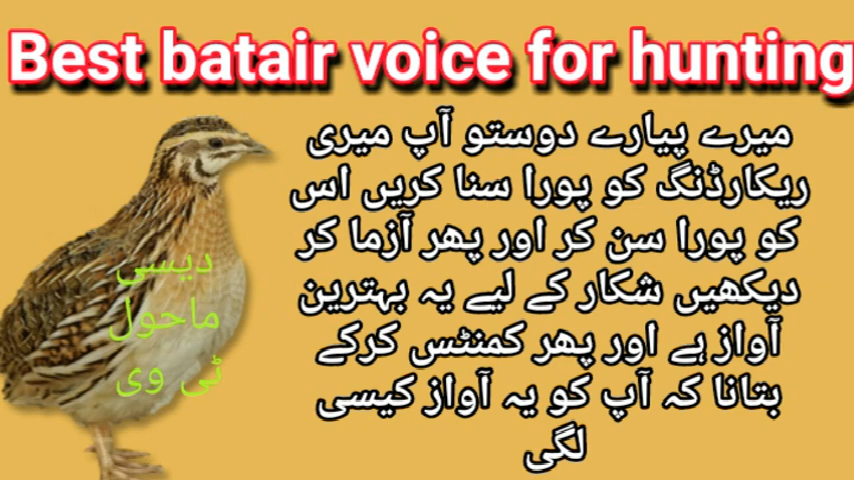 Best batair voice for hunting
میرے پیارے دوستو آپ میری
ریکارڈنگ کو پورا سنا کریں اس
کو پورا سن کر اور پھر آزما کر
دیکھیں شکار کے لیے یہ بہترین
آواز ہے اور پھر کمنٹس کرکے
بتانا کہ آپ کو یہ آواز کیسی
لگی
دیسی
ماحول
ٹی وی